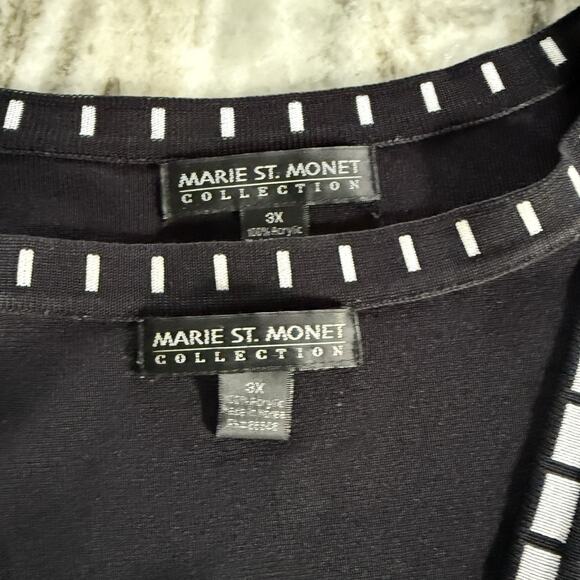 MARIE ST. MONET
COLLECTION
3X
100% Acrylic
MARIE ST. MONET
COLLECTION
3X
100% Acrylic
Made in Korea